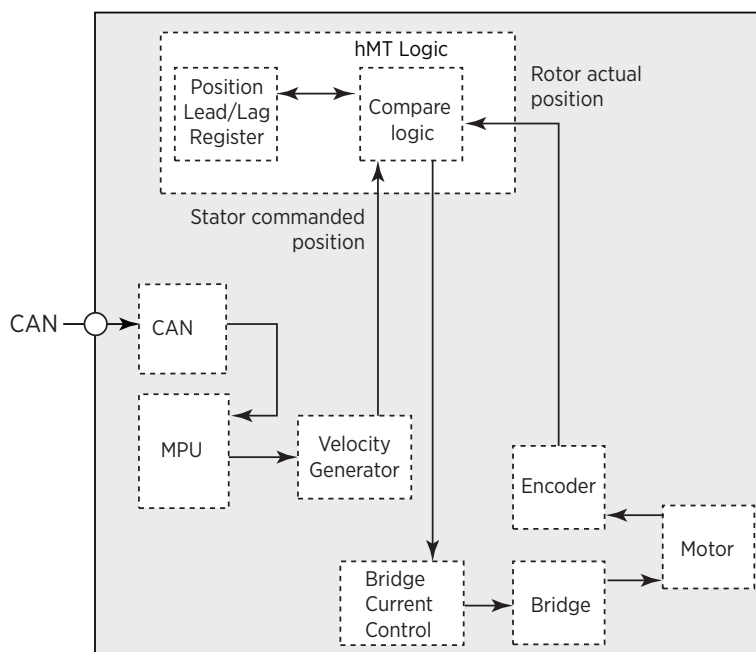 hMT Logic
Position
Lead/Lag
Register
Compare
logic
Rotor actual
position
Stator commanded
position
CAN
CAN
MPU
Velocity
Generator
Encoder
Motor
Bridge
Current
Control
Bridge